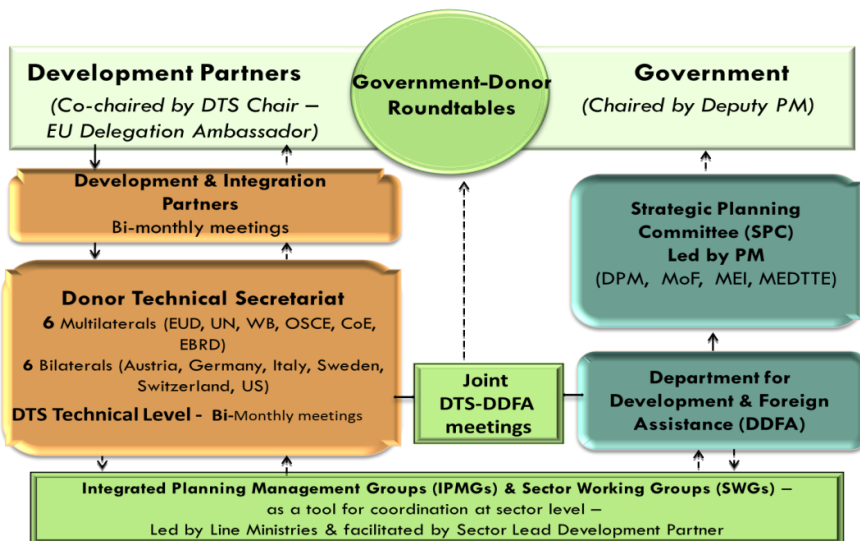 Development Partners
(Co-chaired by DTS Chair –
EU Delegation Ambassador)
Government-Donor
Roundtables
Government
(Chaired by Deputy PM)
Development & Integration
Partners
Bi-monthly meetings
Strategic Planning
Committee (SPC)
Led by PM
(DPM, MoF, MEI, MEDTTE)
Donor Technical Secretariat
6 Multilaterals (EUD, UN, WB, OSCE, CoE,
EBRD)
6 Bilaterals (Austria, Germany, Italy, Sweden,
Switzerland, US)
DTS Technical Level - Bi-Monthly meetings
Joint
DTS-DDFA
meetings
Department for
Development & Foreign
Assistance (DDFA)
Integrated Planning Management Groups (IPMGs) & Sector Working Groups (SWGs) –
as a tool for coordination at sector level –
Led by Line Ministries & facilitated by Sector Lead Development Partner